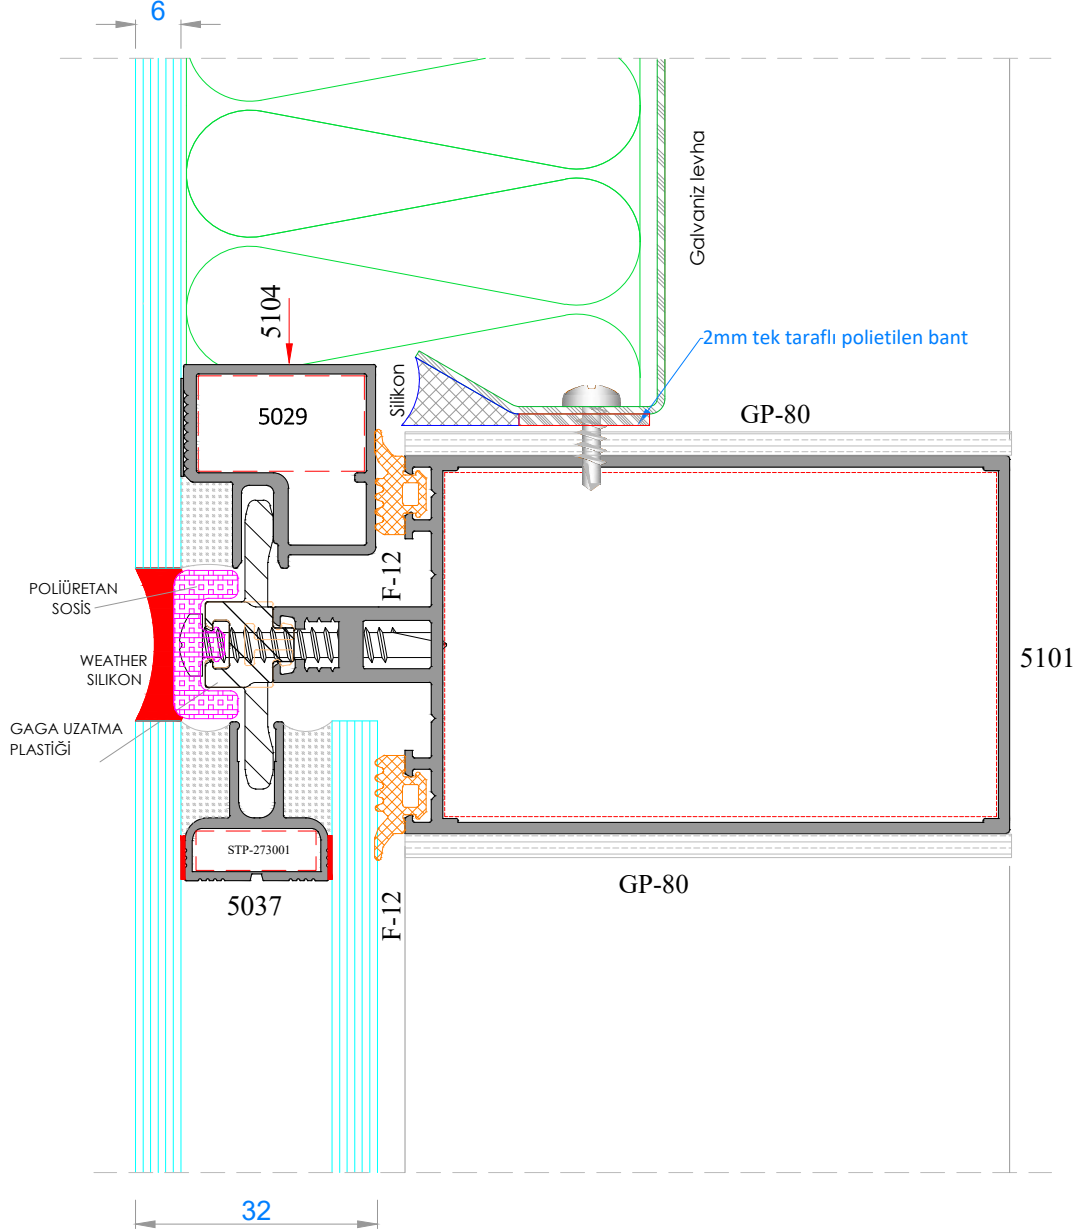 6
Galvaniz levha
5104
2mm tek taraflı polietilen bant
Silikon
5029
GP-80
F-12
POLİÜRETAN
SOSİS
WEATHER
SILIKON
5101
GAGA UZATMA
PLASTİĞİ
STP-273001
5037
GP-80
F-12
32